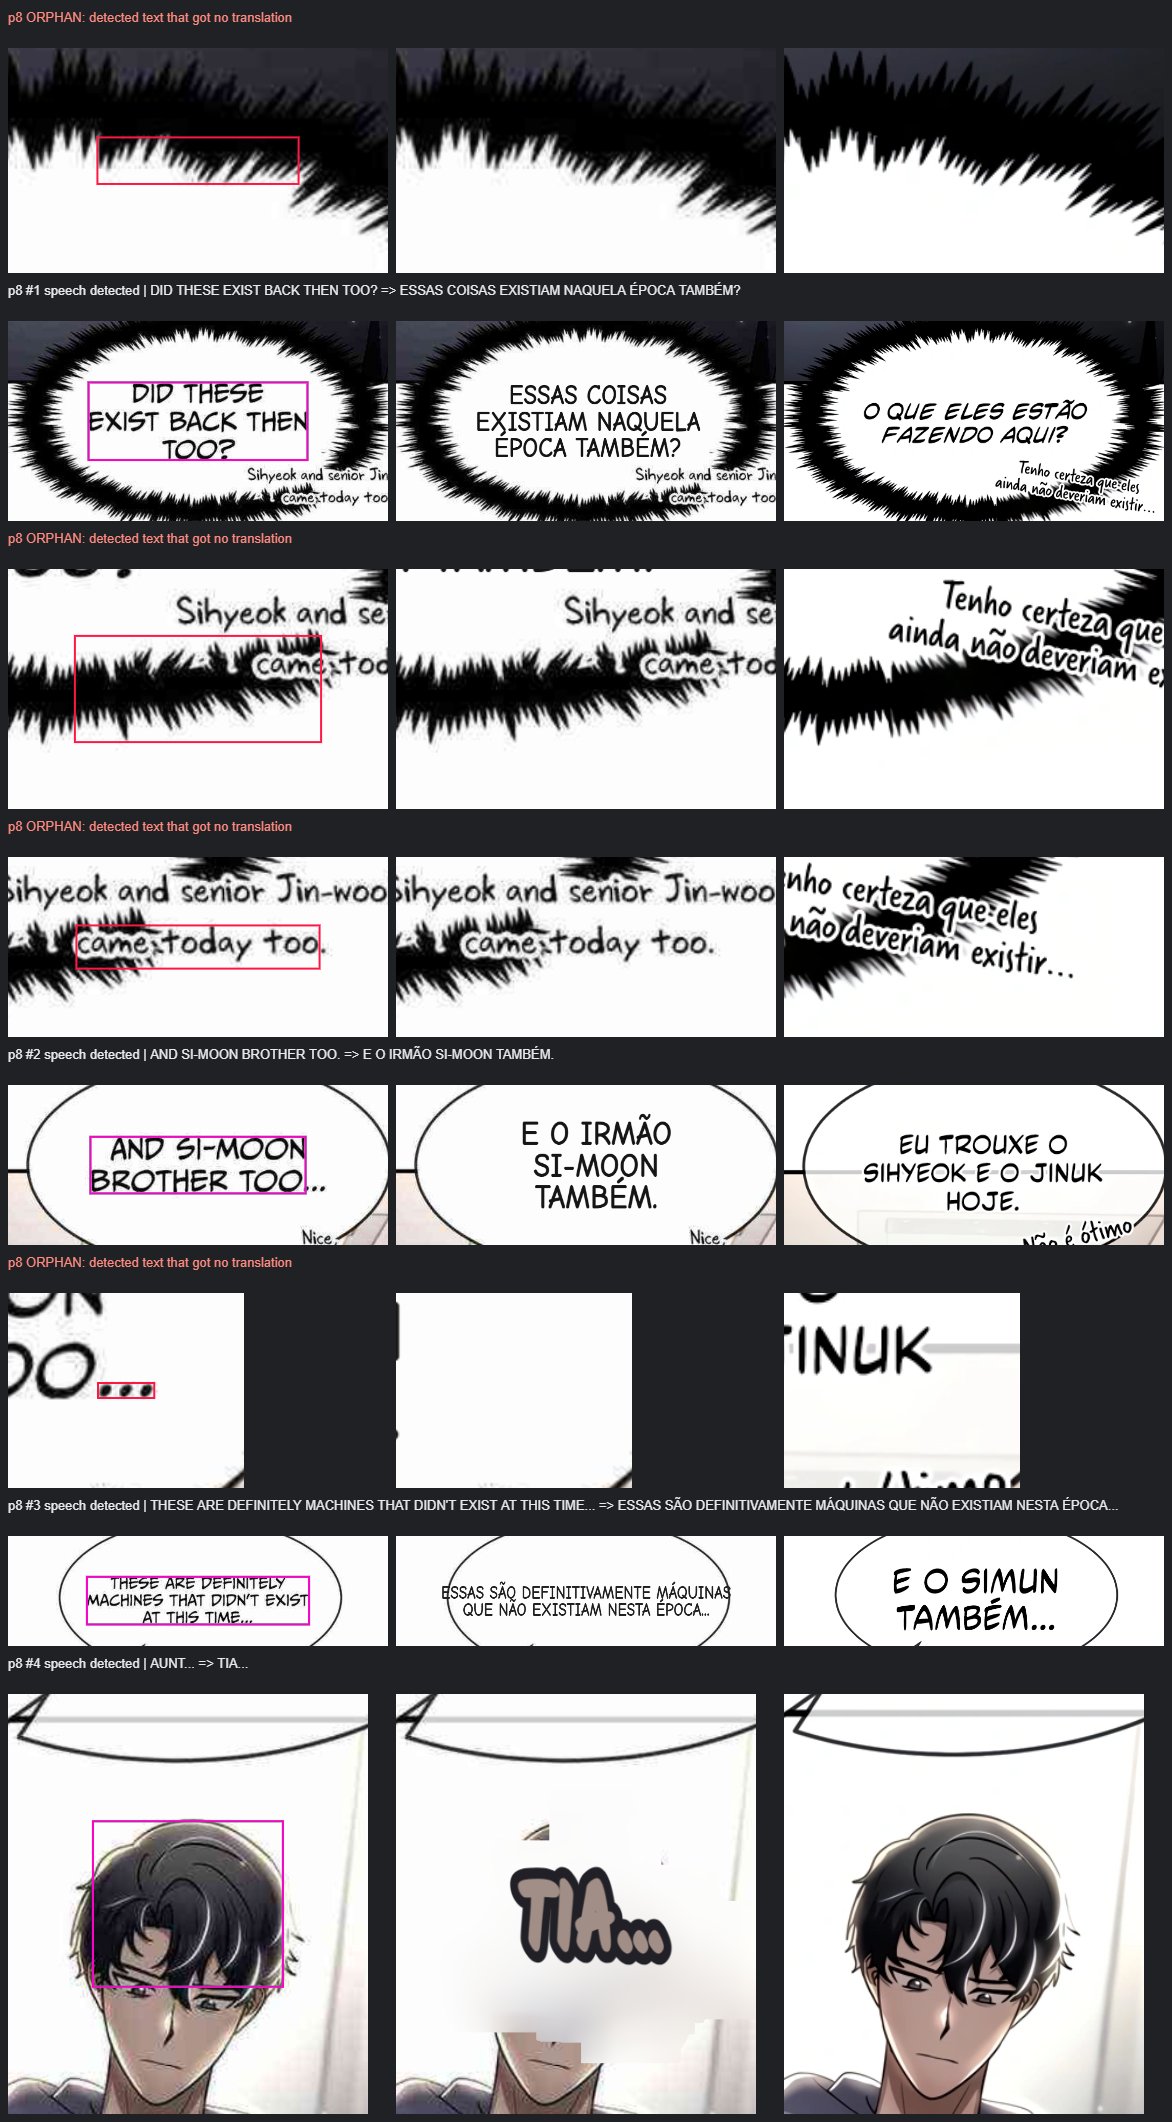 p8 ORPHAN: detected text that got no translation
p8 #1 speech detected | DID THESE EXIST BACK THEN TOO? => ESSAS COISAS EXISTIAM NAQUELA ÉPOCA TAMBÉM?
DID THESE
EXIST BACK THEN
TOO?
Sihyeok and senior Jin
came today too
ESSAS COISAS
EXISTIAM NAQUELA
ÉPOCA TAMBÉM?
Sihyeok and senior Jin
came today too
O QUE ELES ESTÃO
FAZENDO AQUI?
Tenho certeza que eles
ainda não deveriam existir...
p8 ORPHAN: detected text that got no translation
Sihyeok and se
came too
Sihyeok and se
came too
Tenho certeza que
ainda não deveriam ex
p8 ORPHAN: detected text that got no translation
Sihyeok and senior Jin-woo
came today too.
Sihyeok and senior Jin-woo
came today too.
nho certeza que eles
não deveriam existir...
p8 #2 speech detected | AND SI-MOON BROTHER TOO. => E O IRMÃO SI-MOON TAMBÉM.
AND SI-MOON
BROTHER TOO...
Nice,
E O IRMÃO
SI-MOON
TAMBÉM.
Nice,
EU TROUXE O
SIHYEOK E O JINUK
HOJE.
Não é ótimo
p8 ORPHAN: detected text that got no translation
ON
OO...
INUK
p8 #3 speech detected | THESE ARE DEFINITELY MACHINES THAT DIDN'T EXIST AT THIS TIME... => ESSAS SÃO DEFINITIVAMENTE MÁQUINAS QUE NÃO EXISTIAM NESTA ÉPOCA...
THESE ARE DEFINITELY
MACHINES THAT DIDN'T EXIST
AT THIS TIME...
ESSAS SÃO DEFINITIVAMENTE MÁQUINAS
QUE NÃO EXISTIAM NESTA ÉPOCA...
E O SIMUN
TAMBÉM...
p8 #4 speech detected | AUNT... => TIA...
TIA...